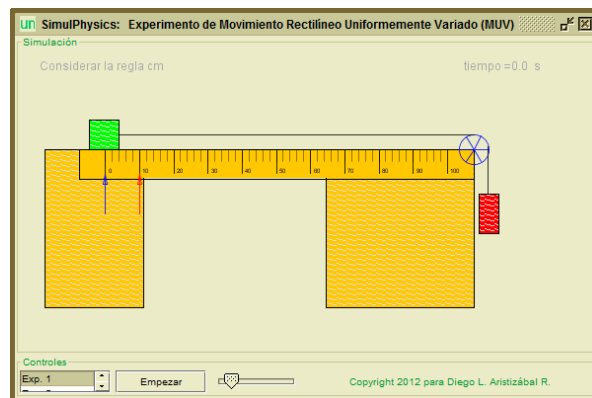 un SimulPhysics: Experimento de Movimiento Rectilíneo Uniformemente Variado (MUV)
Simulación
Considerar la regla cm
tiempo =0.0 s
0 10 20 30 40 50 60 70 80 90 100
Controles
Exp. 1
Empezar
Copyright 2012 para Diego L. Aristizábal R.